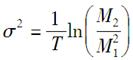 σ² = 1/T ln(M₂/M₁²)